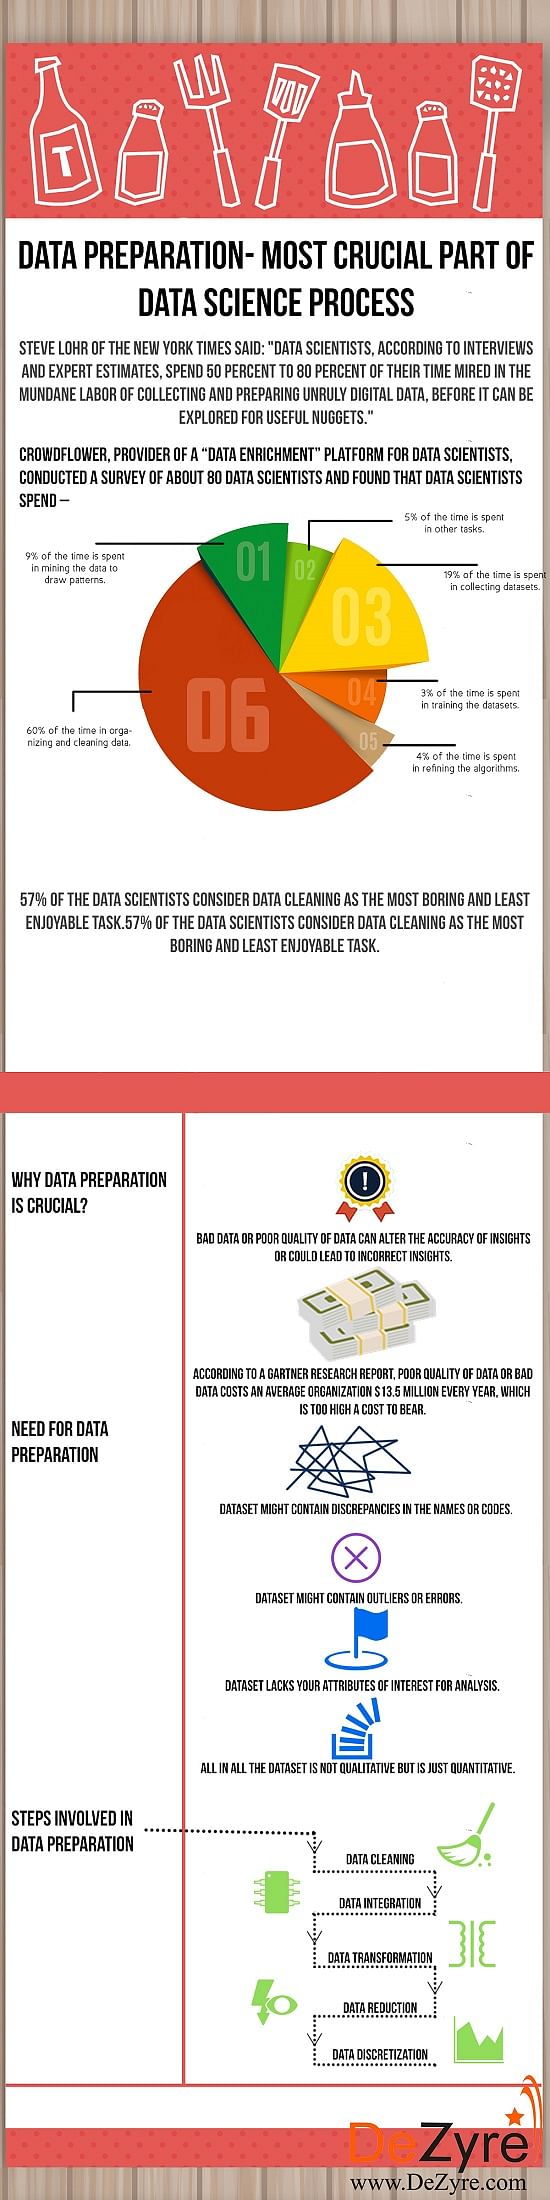 T
DATA PREPARATION- MOST CRUCIAL PART OF
DATA SCIENCE PROCESS
STEVE LOHR OF THE NEW YORK TIMES SAID: "DATA SCIENTISTS, ACCORDING TO INTERVIEWS
AND EXPERT ESTIMATES, SPEND 50 PERCENT TO 80 PERCENT OF THEIR TIME MIRED IN THE
MUNDANE LABOR OF COLLECTING AND PREPARING UNRULY DIGITAL DATA, BEFORE IT CAN BE
EXPLORED FOR USEFUL NUGGETS."
CROWDFLOWER, PROVIDER OF A “DATA ENRICHMENT” PLATFORM FOR DATA SCIENTISTS,
CONDUCTED A SURVEY OF ABOUT 80 DATA SCIENTISTS AND FOUND THAT DATA SCIENTISTS
SPEND –
5% of the time is spent
in other tasks.
9% of the time is spent
in mining the data to
draw patterns.
01
02
19% of the time is spent
in collecting datasets.
03
04
3% of the time is spent
in training the datasets.
06
60% of the time in orga-
nizing and cleaning data.
05
4% of the time is spent
in refining the algorithms.
57% OF THE DATA SCIENTISTS CONSIDER DATA CLEANING AS THE MOST BORING AND LEAST
ENJOYABLE TASK.57% OF THE DATA SCIENTISTS CONSIDER DATA CLEANING AS THE MOST
BORING AND LEAST ENJOYABLE TASK.
WHY DATA PREPARATION
IS CRUCIAL?
!
BAD DATA OR POOR QUALITY OF DATA CAN ALTER THE ACCURACY OF INSIGHTS
OR COULD LEAD TO INCORRECT INSIGHTS.
ACCORDING TO A GARTNER RESEARCH REPORT, POOR QUALITY OF DATA OR BAD
DATA COSTS AN AVERAGE ORGANIZATION $13.5 MILLION EVERY YEAR, WHICH
IS TOO HIGH A COST TO BEAR.
NEED FOR DATA
PREPARATION
DATASET MIGHT CONTAIN DISCREPANCIES IN THE NAMES OR CODES.
DATASET MIGHT CONTAIN OUTLIERS OR ERRORS.
DATASET LACKS YOUR ATTRIBUTES OF INTEREST FOR ANALYSIS.
ALL IN ALL THE DATASET IS NOT QUALITATIVE BUT IS JUST QUANTITATIVE.
STEPS INVOLVED IN
DATA PREPARATION
DATA CLEANING
DATA INTEGRATION
DATA TRANSFORMATION
DATA REDUCTION
DATA DISCRETIZATION
DeZyre
www.DeZyre.com